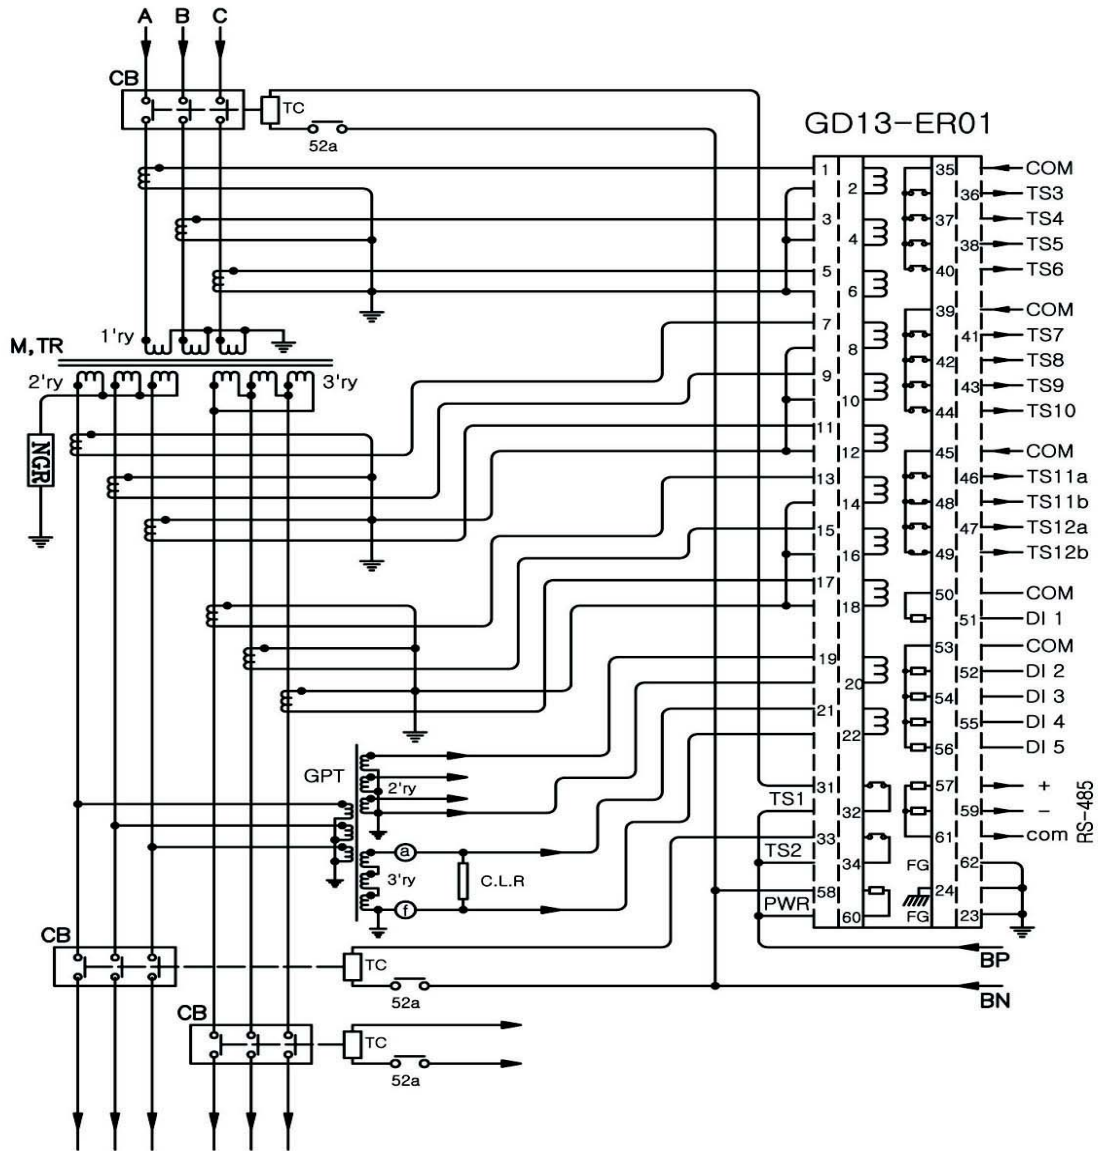 A B C
CB
TC
52a
GD13-ER01
1 35 COM
2 36 TS3
3 37 TS4
4 38 TS5
5 40 TS6
6
39 COM
7 41 TS7
8 42 TS8
9 43 TS9
10 44 TS10
11 45 COM
12 46 TS11a
13 48 TS11b
14 47 TS12a
15 49 TS12b
16
17 50 COM
18 51 DI 1
53 COM
19 52 DI 2
20 54 DI 3
21 55 DI 4
22 56 DI 5
TS1 31 57 +
32 59 -
TS2 33 61 com
RS-485
34 FG 62
PWR 58 24
60 FG 23
BP
BN
1'ry
M,TR
2'ry 3'ry
NGR
GPT
2'ry
a
3'ry C.L.R
f
CB
TC
52a
CB
TC
52a